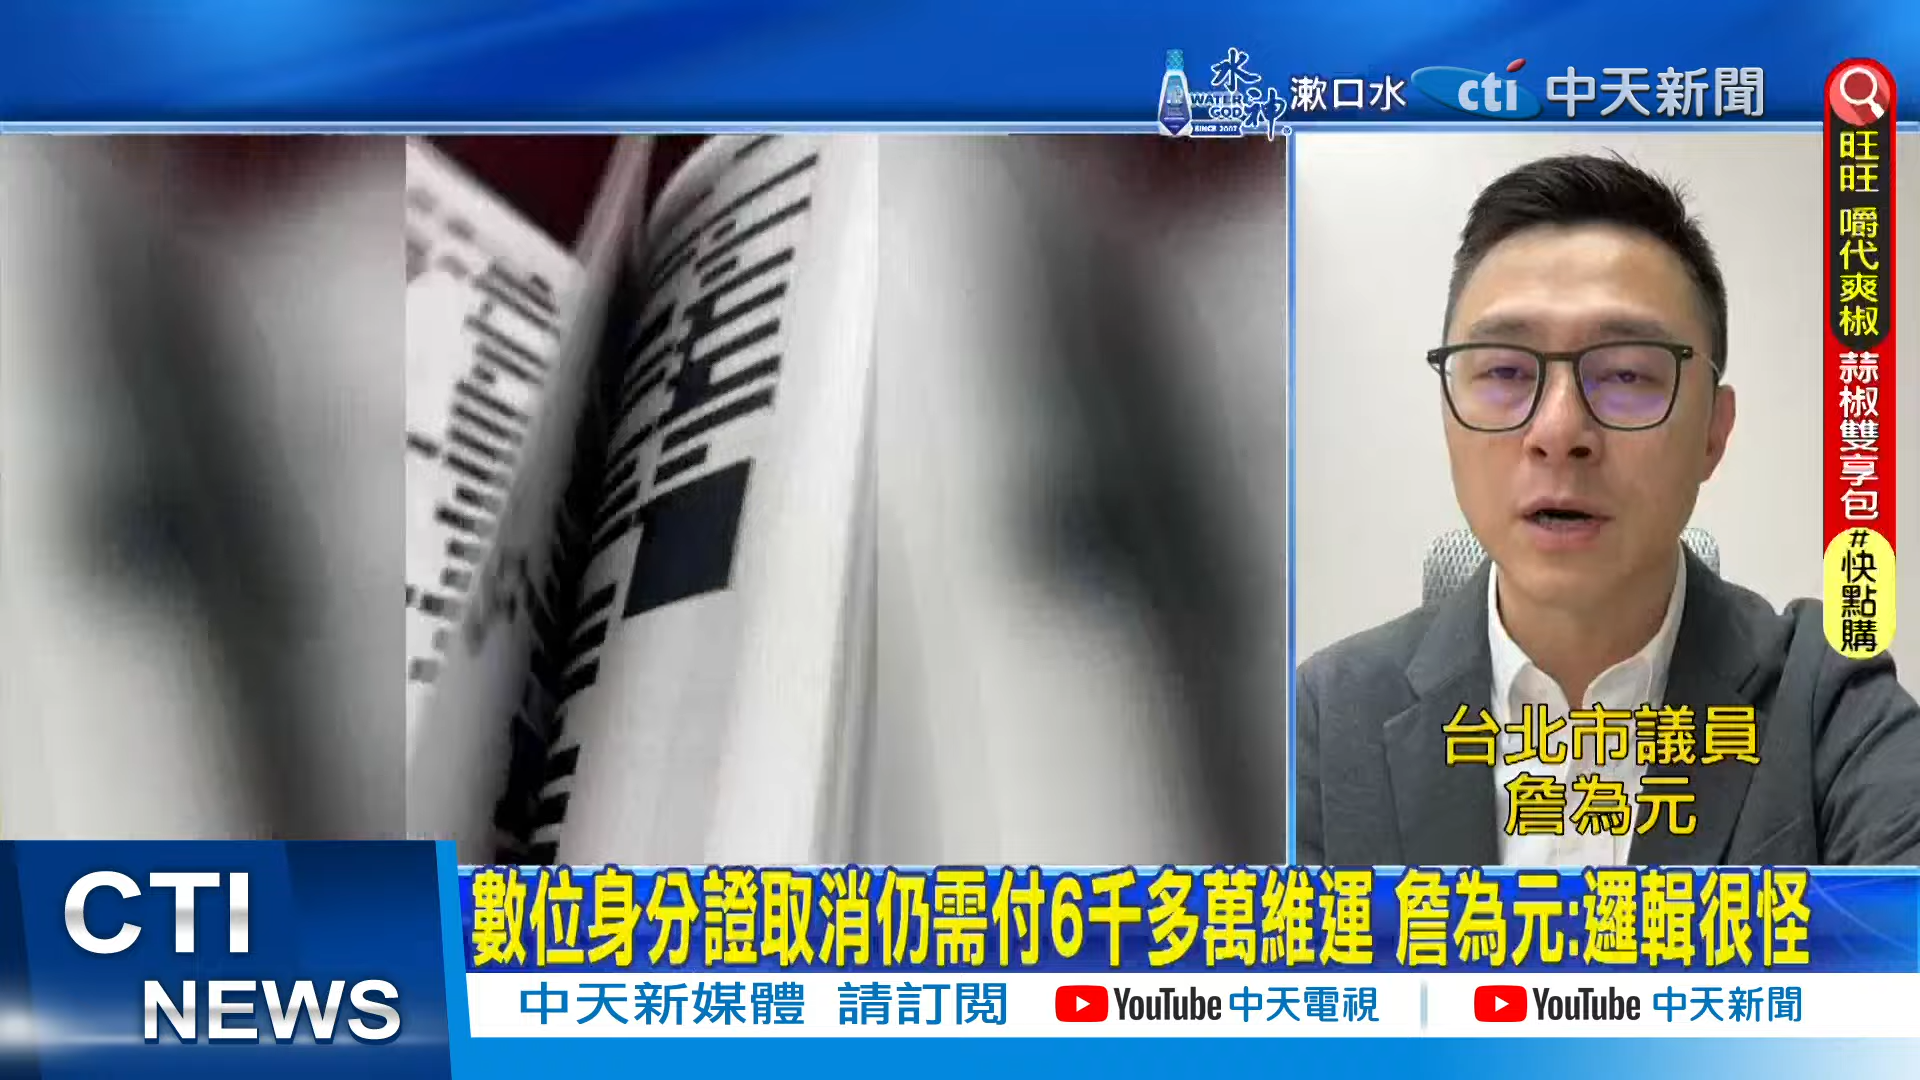 水神
WATER GOD
SINCE 2007
漱口水
cti 中天新聞
旺旺 嚼代爽椒 蒜椒雙享包 #快點購
台北市議員
詹為元
CTI NEWS
數位身分證取消仍需付6千多萬維運 詹為元:邏輯很怪
中天新媒體 請訂閱 YouTube 中天電視 | YouTube 中天新聞